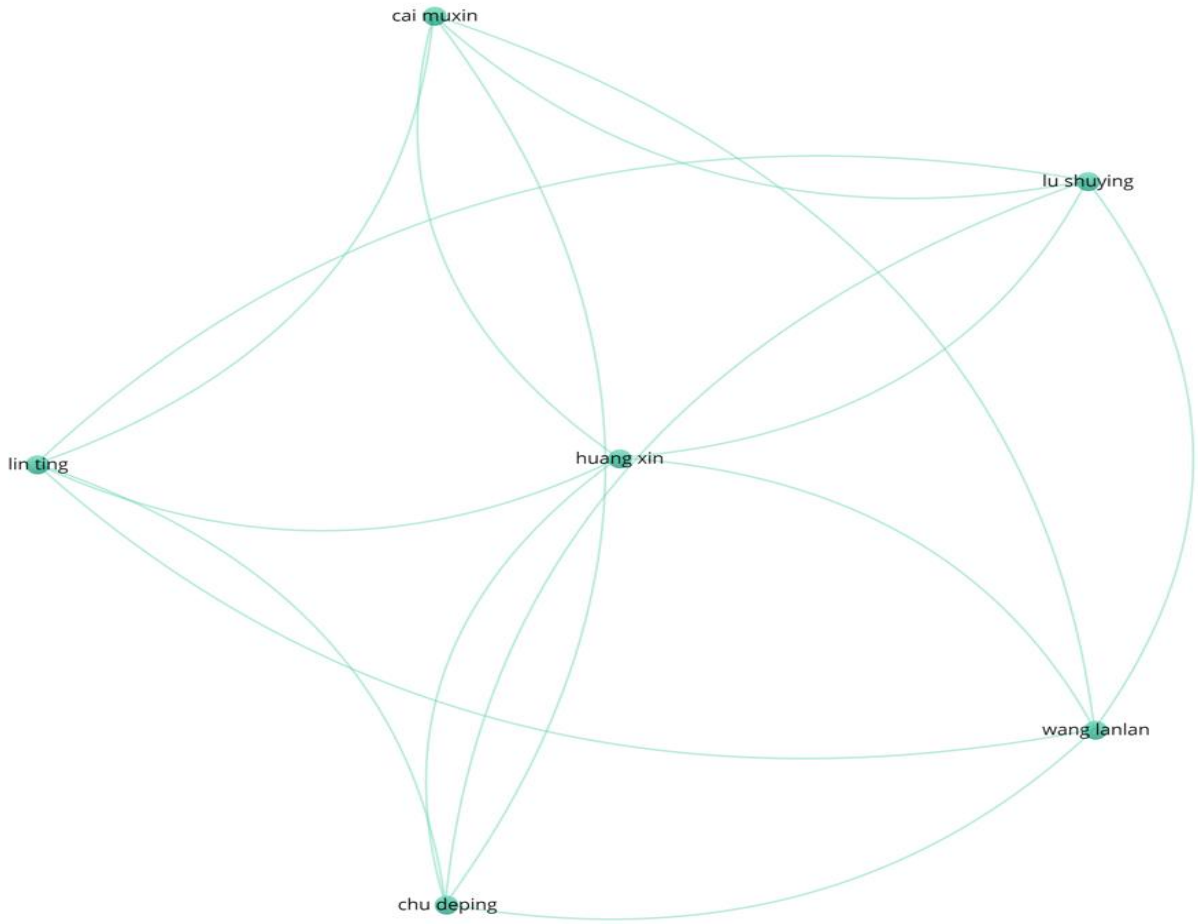 cai muxin
lu shuying
lin ting
huang xin
wang lanlan
chu deping